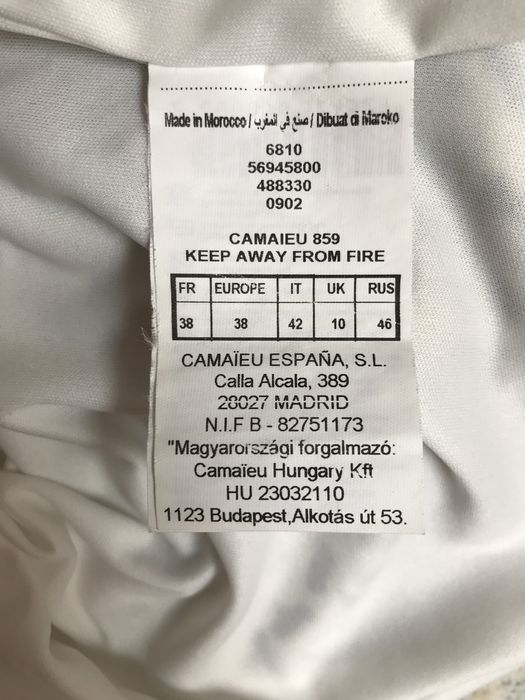 Made in Morocco / صنع في المغرب / Dibuat di Maroko
6810
56945800
488330
0902
CAMAIEU 859
KEEP AWAY FROM FIRE
FR EUROPE IT UK RUS
38 38 42 10 46
CAMAÏEU ESPAÑA, S.L.
Calla Alcala, 389
28027 MADRID
N.I.F B - 82751173
"Magyarországi forgalmazó:
Camaïeu Hungary Kft
HU 23032110
1123 Budapest,Alkotás út 53.